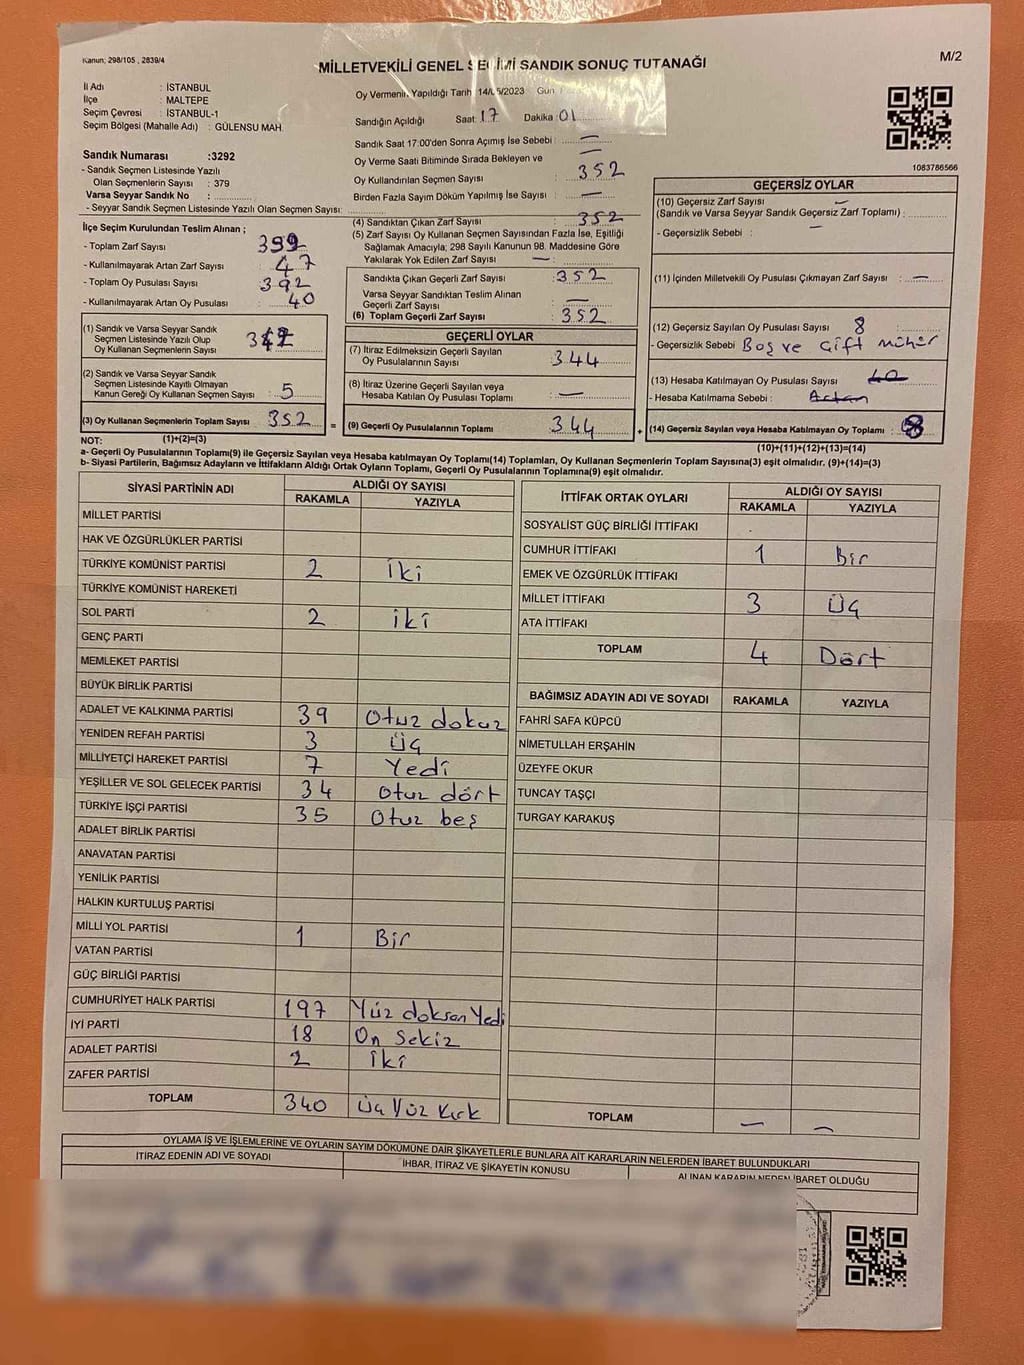 Kanun; 298/105 , 2839/4
M/2
MİLLETVEKİLİ GENEL SEÇİMİ SANDIK SONUÇ TUTANAĞI
İl Adı : İSTANBUL
İlçe : MALTEPE
Seçim Çevresi : İSTANBUL-1
Seçim Bölgesi (Mahalle Adı) : GÜLENSU MAH.
Oy Vermenin Yapıldığı Tarih 14/05/2023 Gün
Sandığın Açıldığı Saat: 17 Dakika: 01
Sandık Saat 17:00'den Sonra Açımış İse Sebebi : —
Oy Verme Saati Bitiminde Sırada Bekleyen ve
Oy Kullandırılan Seçmen Sayısı : 352
Birden Fazla Sayım Döküm Yapılmış İse Sayısı : —
Sandık Numarası :3292
- Sandık Seçmen Listesinde Yazılı
Olan Seçmenlerin Sayısı : 379
Varsa Seyyar Sandık No :
- Seyyar Sandık Seçmen Listesinde Yazılı Olan Seçmen Sayısı:
İlçe Seçim Kurulundan Teslim Alınan ;
- Toplam Zarf Sayısı : 399
- Kullanılmayarak Artan Zarf Sayısı : 47
- Toplam Oy Pusulası : 392
- Kullanılmayarak Artan Oy Pusulası : 40
(1) Sandık ve Varsa Seyyar Sandık
Seçmen Listesinde Yazılı Olup
Oy Kullanan Seçmenlerin Sayısı :
(2) Sandık ve Varsa Seyyar Sandık
Seçmen Listesinde Kayıtlı Olmayan
Kanun Gereği Oy Kullanan Seçmen Sayısı : 5
(3) Oy Kullanan Seçmenlerin Toplam Sayısı : 352 =
(4) Sandıktan Çıkan Zarf Sayısı : 352
(5) Zarf Sayısı Oy Kullanan Seçmen Sayısından Fazla İse, Eşitliği
Sağlamak Amacıyla; 298 Sayılı Kanunun 98. Maddesine Göre
Yakılarak Yok Edilen Zarf Sayısı : —
Sandıkta Çıkan Geçerli Zarf Sayısı : 352
Varsa Seyyar Sandıktan Teslim Alınan
Geçerli Zarf Sayısı : —
(6) Toplam Geçerli Zarf Sayısı : 352
GEÇERLİ OYLAR
(7) İtiraz Edilmeksizin Geçerli Sayılan
Oy Pusulalarının Sayısı : 344
(8) İtiraz Üzerine Geçerli Sayılan veya
Hesaba Katılan Oy Pusulası Toplamı : —
(9) Geçerli Oy Pusulalarının Toplamı : 344 +
1083786566
GEÇERSİZ OYLAR
(10) Geçersiz Zarf Sayısı —
(Sandık ve Varsa Seyyar Sandık Geçersiz Zarf Toplamı) :
- Geçersizlik Sebebi : —
(11) İçinden Milletvekili Oy Pusulası Çıkmayan Zarf Sayısı : —
(12) Geçersiz Sayılan Oy Pusulası Sayısı : 8
- Geçersizlik Sebebi Boş ve Çift mühür
(13) Hesaba Katılmayan Oy Pusulası Sayısı : 40
- Hesaba Katılmama Sebebi : Artan
(14) Geçersiz Sayılan veya Hesaba Katılmayan Oy Toplamı : 8
NOT: (1)+(2)=(3) (10)+(11)+(12)+(13)=(14)
a- Geçerli Oy Pusulalarının Toplamı(9) ile Geçersiz Sayılan veya Hesaba katılmayan Oy Toplamı(14) Toplamları, Oy Kullanan Seçmenlerin Toplam Sayısına(3) eşit olmalıdır. (9)+(14)=(3)
b- Siyasi Partilerin, Bağımsız Adayların ve İttifakların Aldığı Ortak Oyların Toplamı, Geçerli Oy Pusulalarının Toplamına(9) eşit olmalıdır.
SİYASİ PARTİNİN ADI ALDIĞI OY SAYISI
RAKAMLA YAZIYLA
MİLLET PARTİSİ
HAK VE ÖZGÜRLÜKLER PARTİSİ
TÜRKİYE KOMÜNİST PARTİSİ 2 iki
TÜRKİYE KOMÜNİST HAREKETİ
SOL PARTİ 2 iki
GENÇ PARTİ
MEMLEKET PARTİSİ
BÜYÜK BİRLİK PARTİSİ
ADALET VE KALKINMA PARTİSİ 39 Otuz dokuz
YENİDEN REFAH PARTİSİ 3 üç
MİLLİYETÇİ HAREKET PARTİSİ 7 Yedi
YEŞİLLER VE SOL GELECEK PARTİSİ 34 Otuz dört
TÜRKİYE İŞÇİ PARTİSİ 35 Otuz beş
ADALET BİRLİK PARTİSİ
ANAVATAN PARTİSİ
YENİLİK PARTİSİ
HALKIN KURTULUŞ PARTİSİ
MİLLİ YOL PARTİSİ 1 Bir
VATAN PARTİSİ
GÜÇ BİRLİĞİ PARTİSİ
CUMHURİYET HALK PARTİSİ 197 Yüz doksan Yedi
İYİ PARTİ 18 On Sekiz
ADALET PARTİSİ 2 iki
ZAFER PARTİSİ
TOPLAM 340 üç Yüz Kırk
İTTİFAK ORTAK OYLARI ALDIĞI OY SAYISI
RAKAMLA YAZIYLA
SOSYALİST GÜÇ BİRLİĞİ İTTİFAKI
CUMHUR İTTİFAKI 1 Bir
EMEK VE ÖZGÜRLÜK İTTİFAKI
MİLLET İTTİFAKI 3 üç
ATA İTTİFAKI
TOPLAM 4 Dört
BAĞIMSIZ ADAYIN ADI VE SOYADI RAKAMLA YAZIYLA
FAHRİ SAFA KÜPCÜ
NİMETULLAH ERŞAHİN
ÜZEYFE OKUR
TUNCAY TAŞÇI
TURGAY KARAKUŞ
TOPLAM — —
OYLAMA İŞ VE İŞLEMLERİNE VE OYLARIN SAYIM DÖKÜMÜNE DAİR ŞİKAYETLERLE BUNLARA AİT KARARLARIN NELERDEN İBARET BULUNDUKLARI
İTİRAZ EDENİN ADI VE SOYADI İHBAR, İTİRAZ VE ŞİKAYETİN KONUSU ALINAN KARARIN NEDEN İBARET OLDUĞU